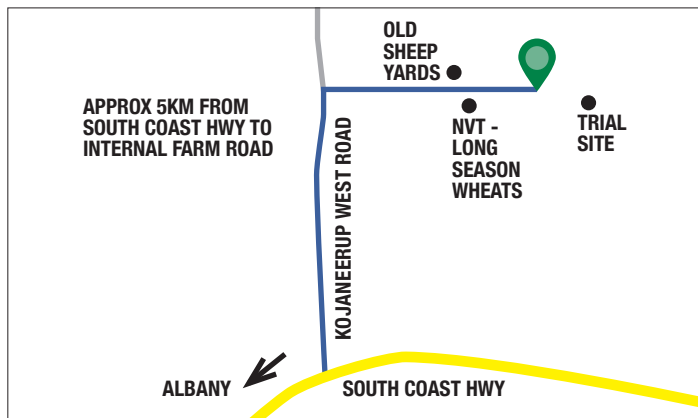 OLD
SHEEP
YARDS
APPROX 5KM FROM
SOUTH COAST HWY TO
INTERNAL FARM ROAD
NVT -
LONG
SEASON
WHEATS
TRIAL
SITE
KOJANEERUP WEST ROAD
ALBANY
SOUTH COAST HWY